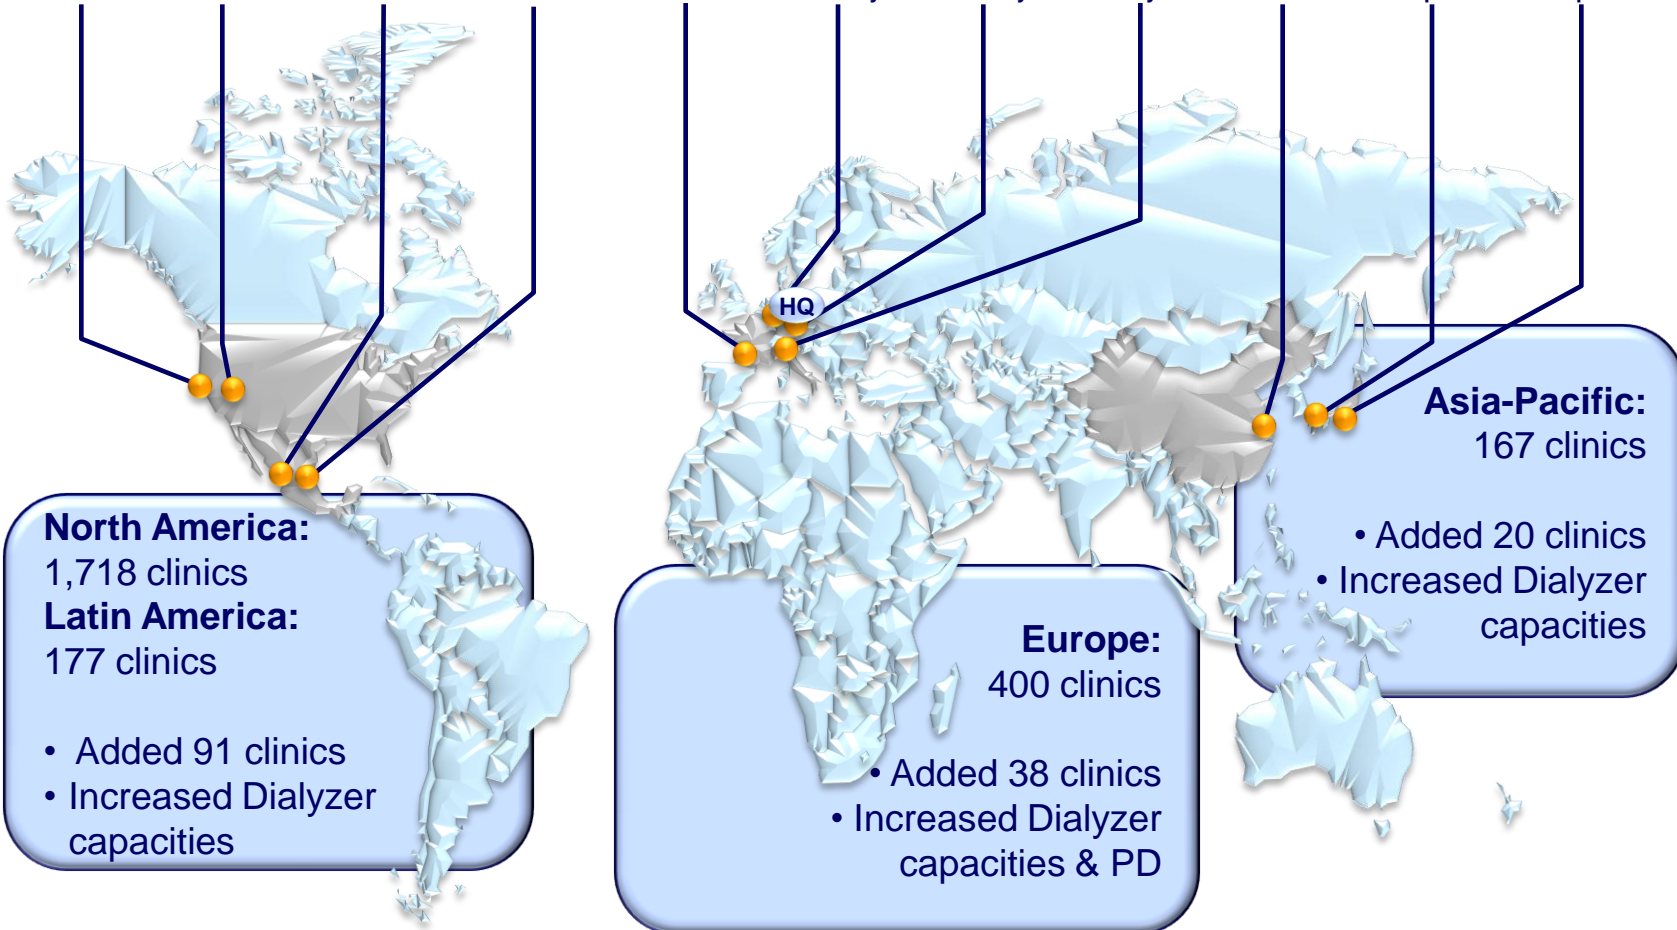 HQ
North America:
1,718 clinics
Latin America:
177 clinics
• Added 91 clinics
• Increased Dialyzer
capacities
Europe:
400 clinics
• Added 38 clinics
• Increased Dialyzer
capacities & PD
Asia-Pacific:
167 clinics
• Added 20 clinics
• Increased Dialyzer
capacities